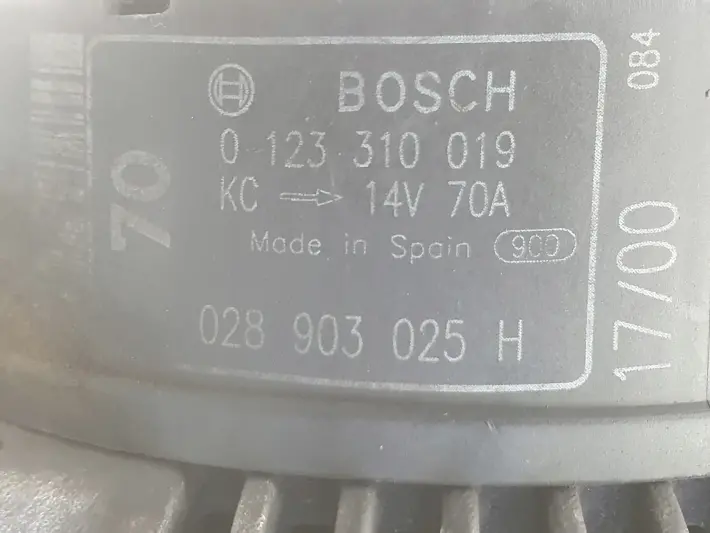 BOSCH
0 123 310 019
KC → 14V 70A
Made in Spain 900
028 903 025 H
70
17/00
084